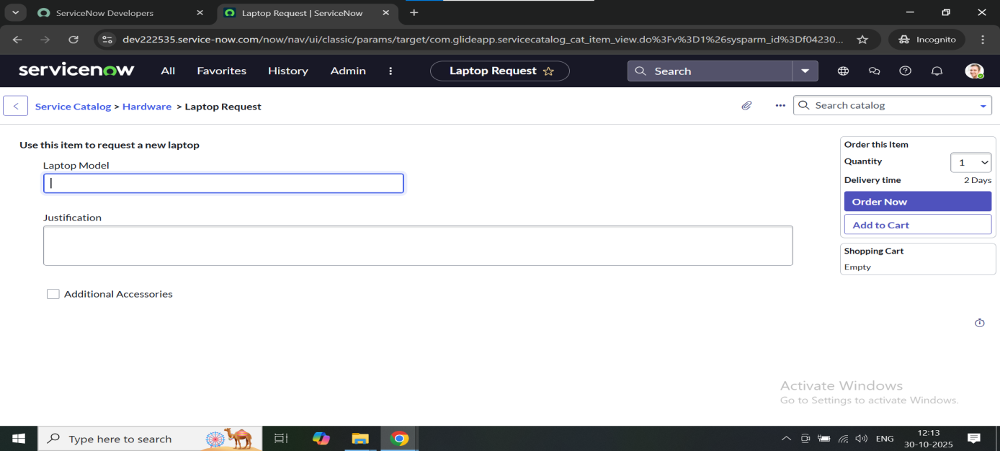 ServiceNow Developers
Laptop Request | ServiceNow
dev222535.service-now.com/now/nav/ui/classic/params/target/com.glideapp.servicecatalog_cat_item_view.do%3Fv%3D1%26sysparm_id%3Df04230...
Incognito
servicenow
All
Favorites
History
Admin
Laptop Request
Search
Service Catalog > Hardware > Laptop Request
Search catalog
Use this item to request a new laptop
Laptop Model
Justification
Additional Accessories
Order this Item
Quantity
1
Delivery time
2 Days
Order Now
Add to Cart
Shopping Cart
Empty
Activate Windows
Go to Settings to activate Windows.
Type here to search
ENG
12:13
30-10-2025